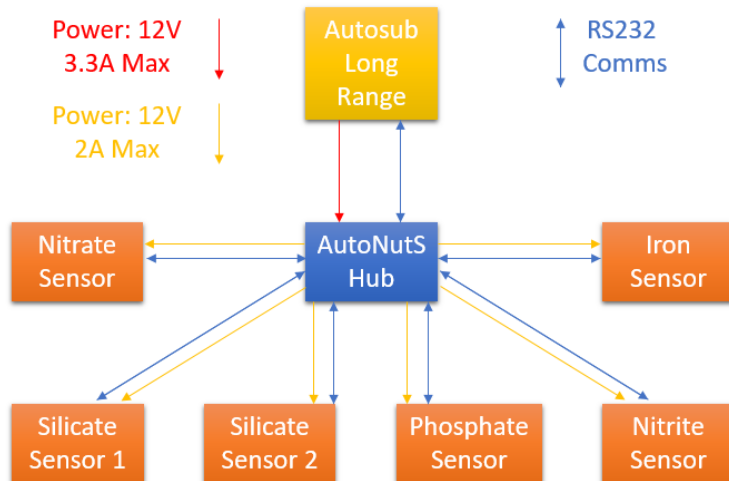 Power: 12V
3.3A Max
Power: 12V
2A Max
Autosub
Long
Range
RS232
Comms
Nitrate
Sensor
AutoNutS
Hub
Iron
Sensor
Silicate
Sensor 1
Silicate
Sensor 2
Phosphate
Sensor
Nitrite
Sensor